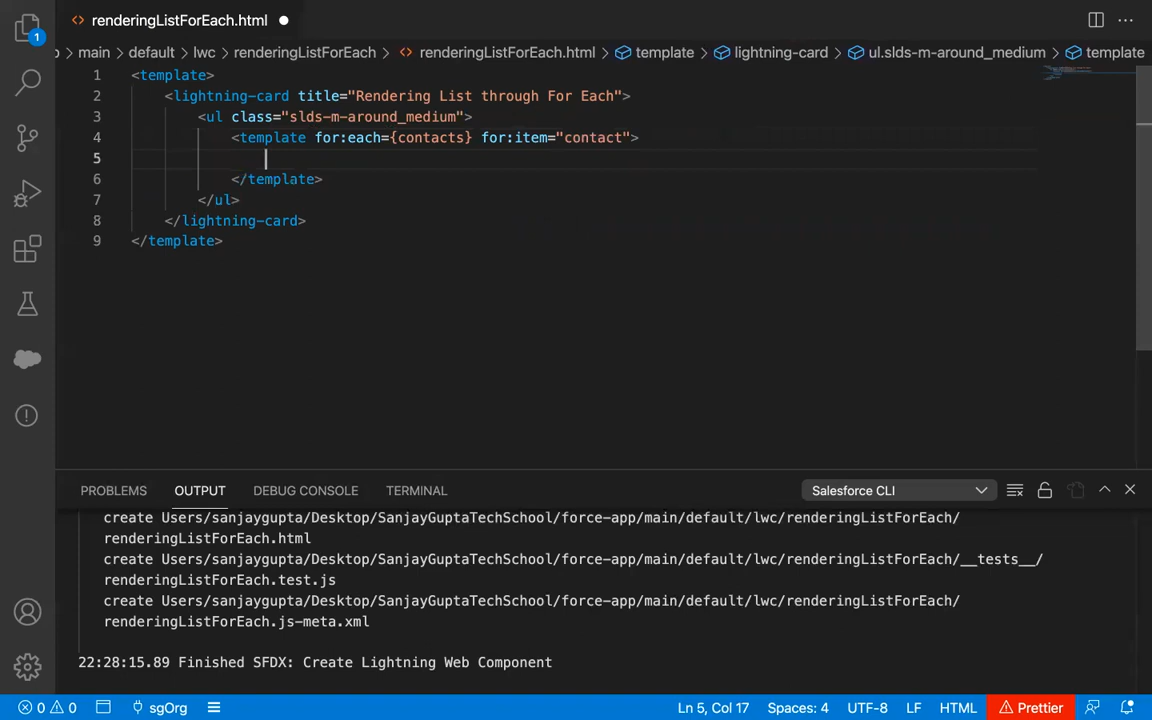 renderingListForEach.html
main > default > lwc > renderingListForEach > renderingListForEach.html > template > lightning-card > ul.slds-m-around_medium > template
1 <template>
2 <lightning-card title="Rendering List through For Each">
3 <ul class="slds-m-around_medium">
4 <template for:each={contacts} for:item="contact">
5
6 </template>
7 </ul>
8 </lightning-card>
9 </template>
1
PROBLEMS OUTPUT DEBUG CONSOLE TERMINAL Salesforce CLI
create Users/sanjaygupta/Desktop/SanjayGuptaTechSchool/force-app/main/default/lwc/renderingListForEach/
renderingListForEach.html
create Users/sanjaygupta/Desktop/SanjayGuptaTechSchool/force-app/main/default/lwc/renderingListForEach/__tests__/
renderingListForEach.test.js
create Users/sanjaygupta/Desktop/SanjayGuptaTechSchool/force-app/main/default/lwc/renderingListForEach/
renderingListForEach.js-meta.xml
22:28:15.89 Finished SFDX: Create Lightning Web Component
0 0 sgOrg Ln 5, Col 17 Spaces: 4 UTF-8 LF HTML Prettier